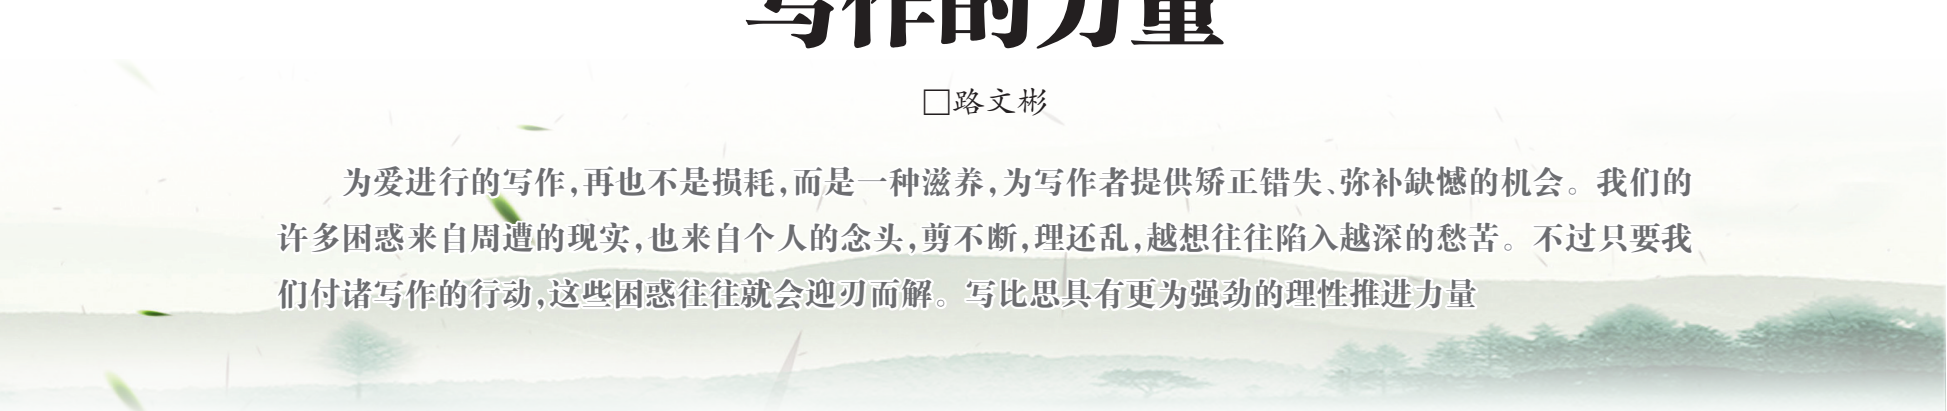 写作的力量
□路文彬
为爱进行的写作,再也不是损耗,而是一种滋养,为写作者提供矫正错失、弥补缺憾的机会。我们的
许多困惑来自周遭的现实,也来自个人的念头,剪不断,理还乱,越想往往陷入越深的愁苦。不过只要我
们付诸写作的行动,这些困惑往往就会迎刃而解。写比思具有更为强劲的理性推进力量